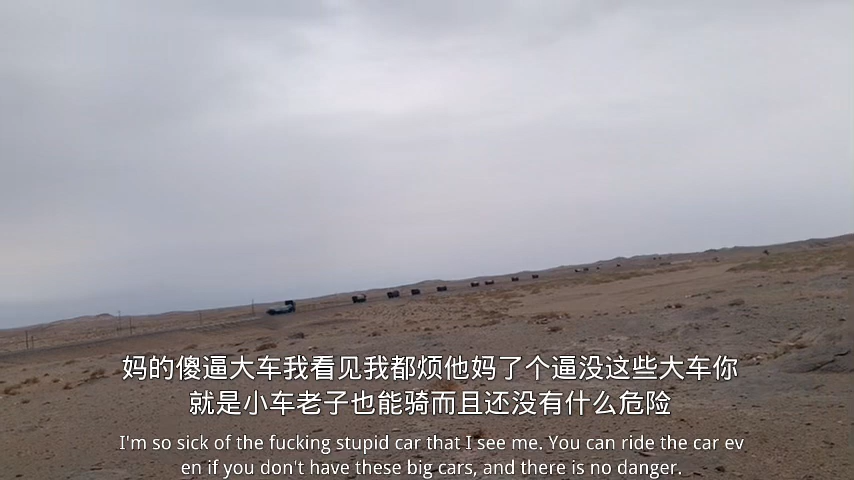 妈的傻逼大车我看见我都烦他妈了个逼没这些大车你
就是小车老子也能骑而且还没有什么危险
I'm so sick of the fucking stupid car that I see me. You can ride the car ev
en if you don't have these big cars, and there is no danger.